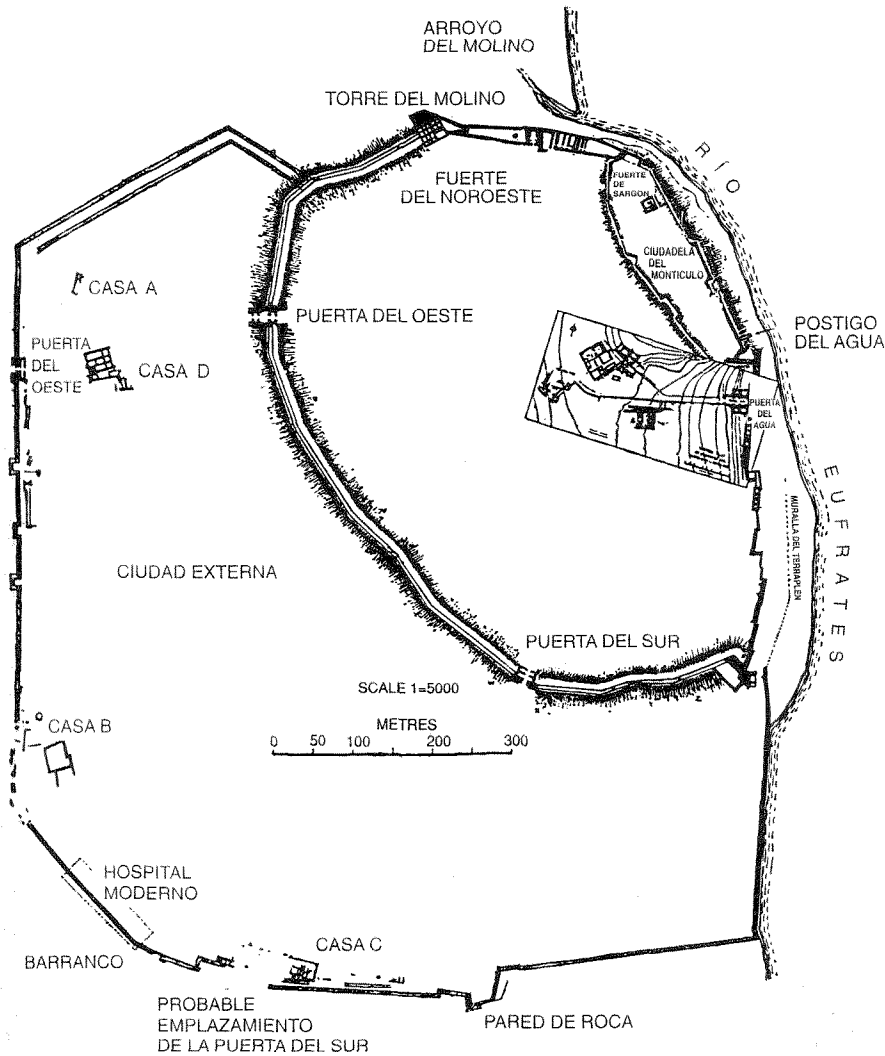 ARROYO
DEL MOLINO
TORRE DEL MOLINO
RÍO
FUERTE
DEL NOROESTE
FUERTE
DE
SARGON
CIUDADELA
DEL
MONTICULO
CASA A
PUERTA DEL OESTE
POSTIGO
DEL AGUA
PUERTA
DEL
OESTE
CASA D
PUERTA
DEL
AGUA
EUFRATES
MURALLA DEL TERRAPLEN
CIUDAD EXTERNA
PUERTA DEL SUR
SCALE 1=5000
METRES
0 50 100 200 300
CASA B
HOSPITAL
MODERNO
CASA C
BARRANCO
PROBABLE
EMPLAZAMIENTO
DE LA PUERTA DEL SUR
PARED DE ROCA